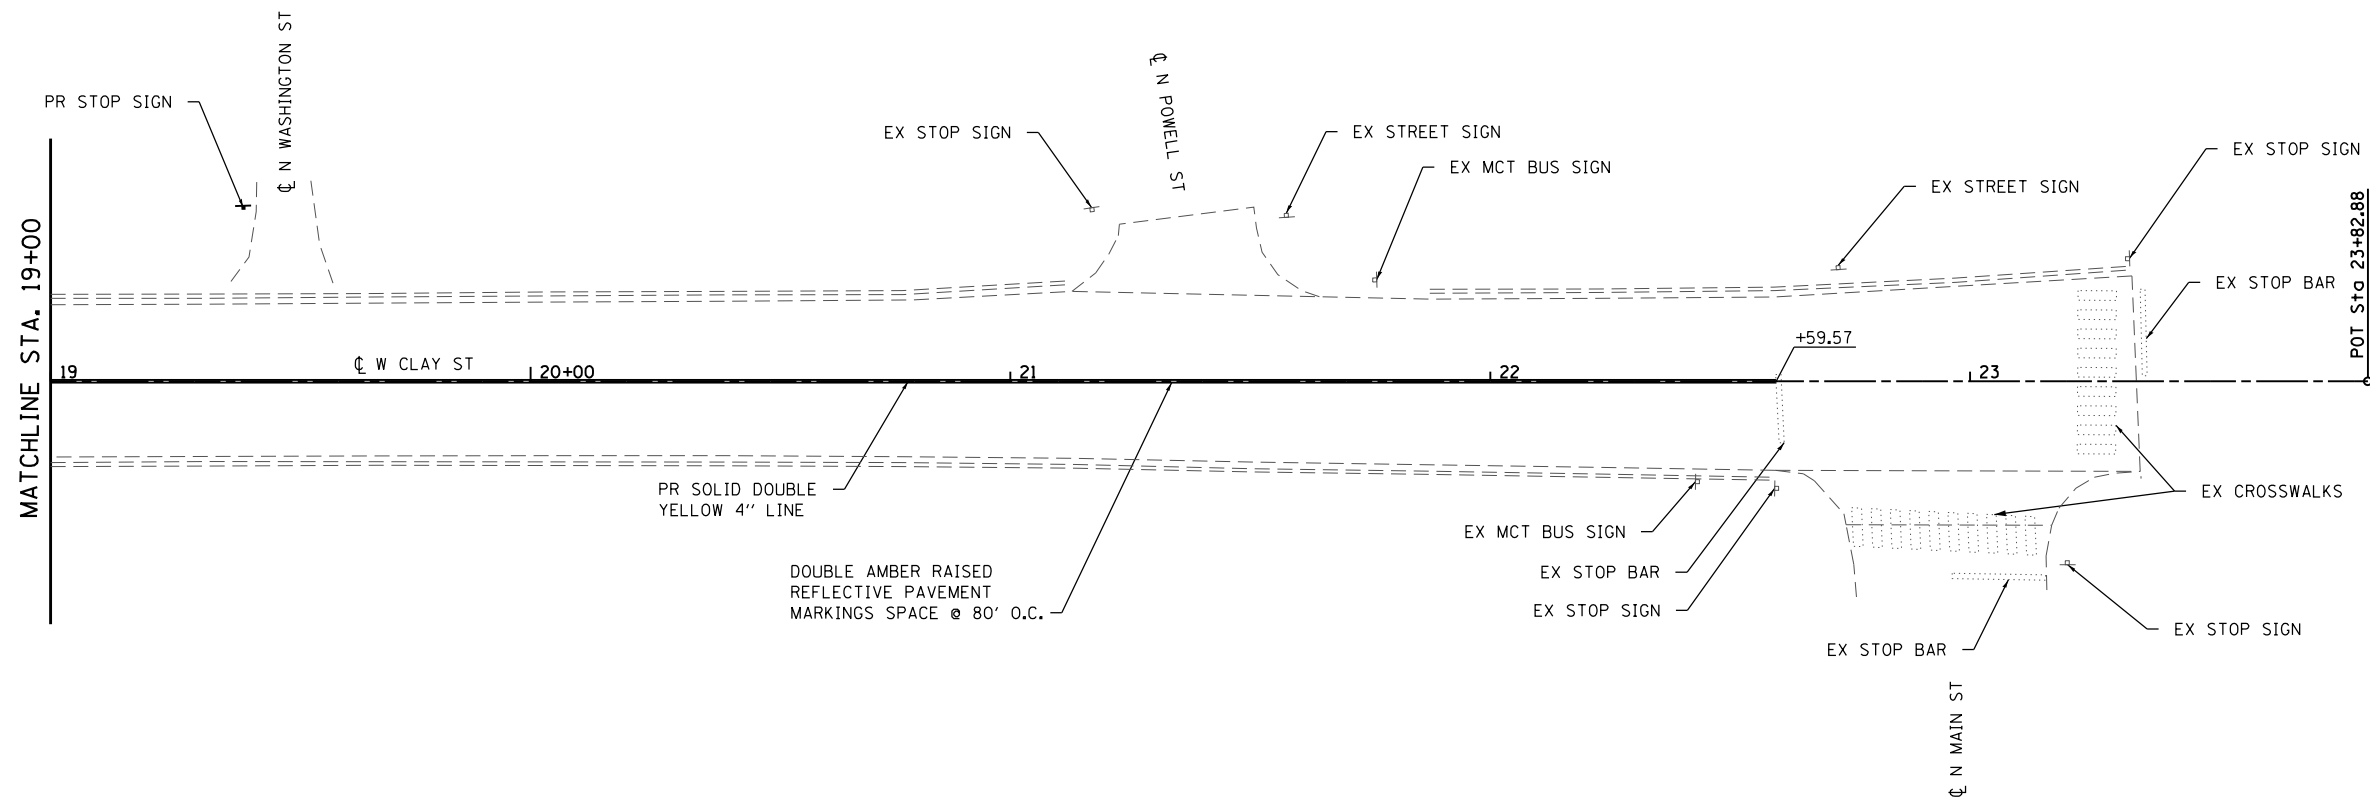 ℄ N WASHINGTON ST
PR STOP SIGN
℄ N POWELL ST
EX STOP SIGN
EX STREET SIGN
EX MCT BUS SIGN
EX STREET SIGN
EX STOP SIGN
EX STOP BAR
POT Sta 23+82.88
MATCHLINE STA. 19+00
+59.57
℄ W CLAY ST
19
20+00
21
22
23
PR SOLID DOUBLE
YELLOW 4'' LINE
DOUBLE AMBER RAISED
REFLECTIVE PAVEMENT
MARKINGS SPACE @ 80' O.C.
EX MCT BUS SIGN
EX STOP BAR
EX STOP SIGN
EX CROSSWALKS
EX STOP SIGN
EX STOP BAR
℄ N MAIN ST